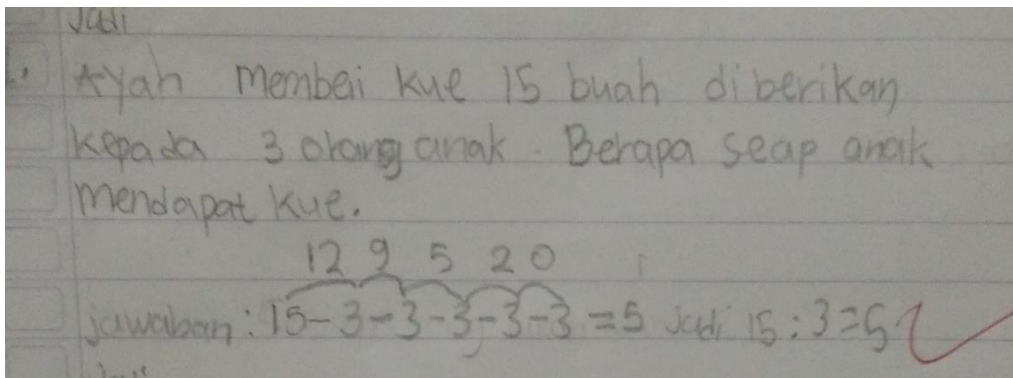 Jadi
Ayah membei kue 15 buah diberikan
kepada 3 orang anak. Berapa seap anak
mendapat kue.
12 9 5 2 0
jawaban : 15-3-3-3-3-3 = 5 jadi 15 : 3 = 5